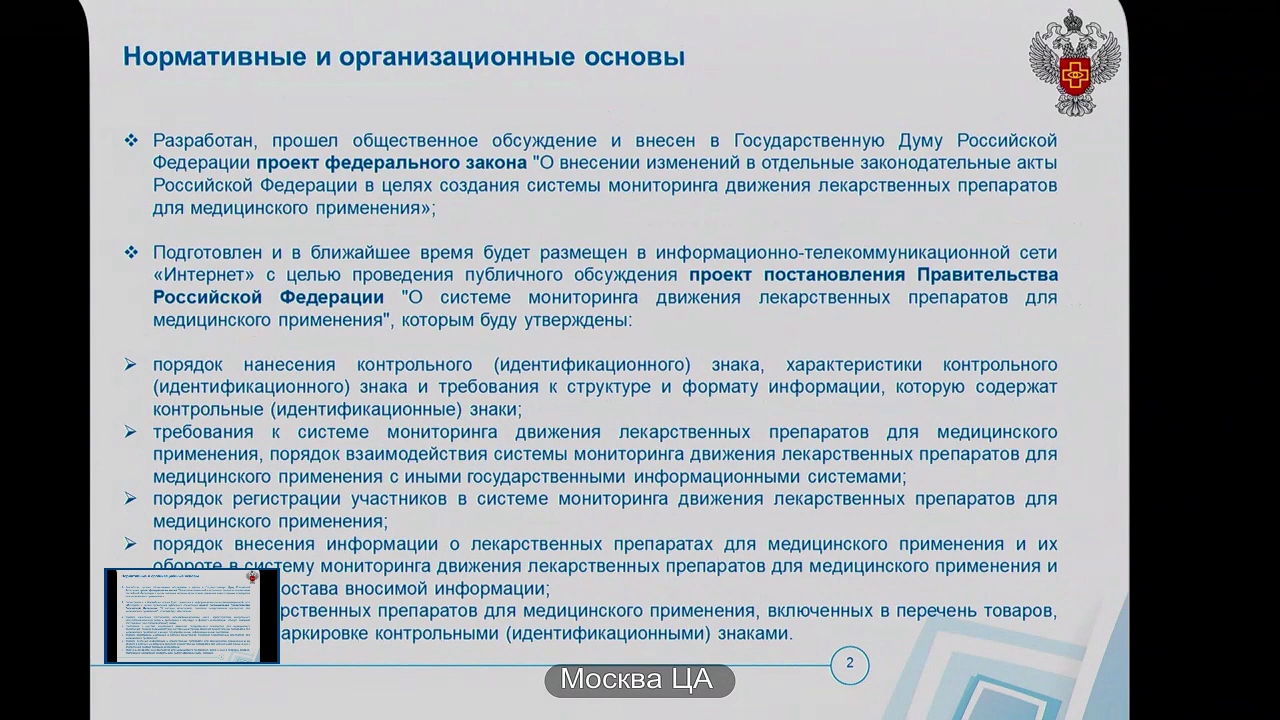 Нормативные и организационные основы
Разработан, прошел общественное обсуждение и внесен в Государственную Думу Российской
Федерации проект федерального закона "О внесении изменений в отдельные законодательные акты
Российской Федерации в целях создания системы мониторинга движения лекарственных препаратов
для медицинского применения»;
Подготовлен и в ближайшее время будет размещен в информационно-телекоммуникационной сети
«Интернет» с целью проведения публичного обсуждения проект постановления Правительства
Российской Федерации "О системе мониторинга движения лекарственных препаратов для
медицинского применения", которым буду утверждены:
порядок нанесения контрольного (идентификационного) знака, характеристики контрольного
(идентификационного) знака и требования к структуре и формату информации, которую содержат
контрольные (идентификационные) знаки;
требования к системе мониторинга движения лекарственных препаратов для медицинского
применения, порядок взаимодействия системы мониторинга движения лекарственных препаратов для
медицинского применения с иными государственными информационными системами;
порядок регистрации участников в системе мониторинга движения лекарственных препаратов для
медицинского применения;
порядок внесения информации о лекарственных препаратах для медицинского применения и их
обороте в систему мониторинга движения лекарственных препаратов для медицинского применения и
остава вносимой информации;
рственных препаратов для медицинского применения, включенных в перечень товаров,
аркировке контрольными (идентификационными) знаками.
2
Москва ЦА